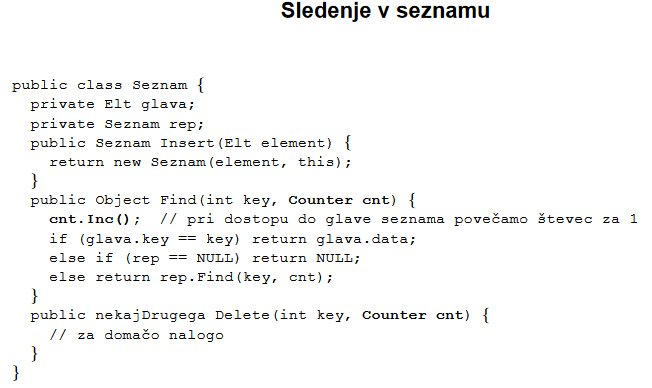 Sledenje v seznamu
public class Seznam {
private Elt glava;
private Seznam rep;
public Seznam Insert(Elt element) {
return new Seznam(element, this);
}
public Object Find(int key, Counter cnt) {
cnt.Inc(); // pri dostopu do glave seznama povečamo števec za 1
if (glava.key == key) return glava.data;
else if (rep == NULL) return NULL;
else return rep.Find(key, cnt);
}
public nekajDrugega Delete(int key, Counter cnt) {
// za domačo nalogo
}
}